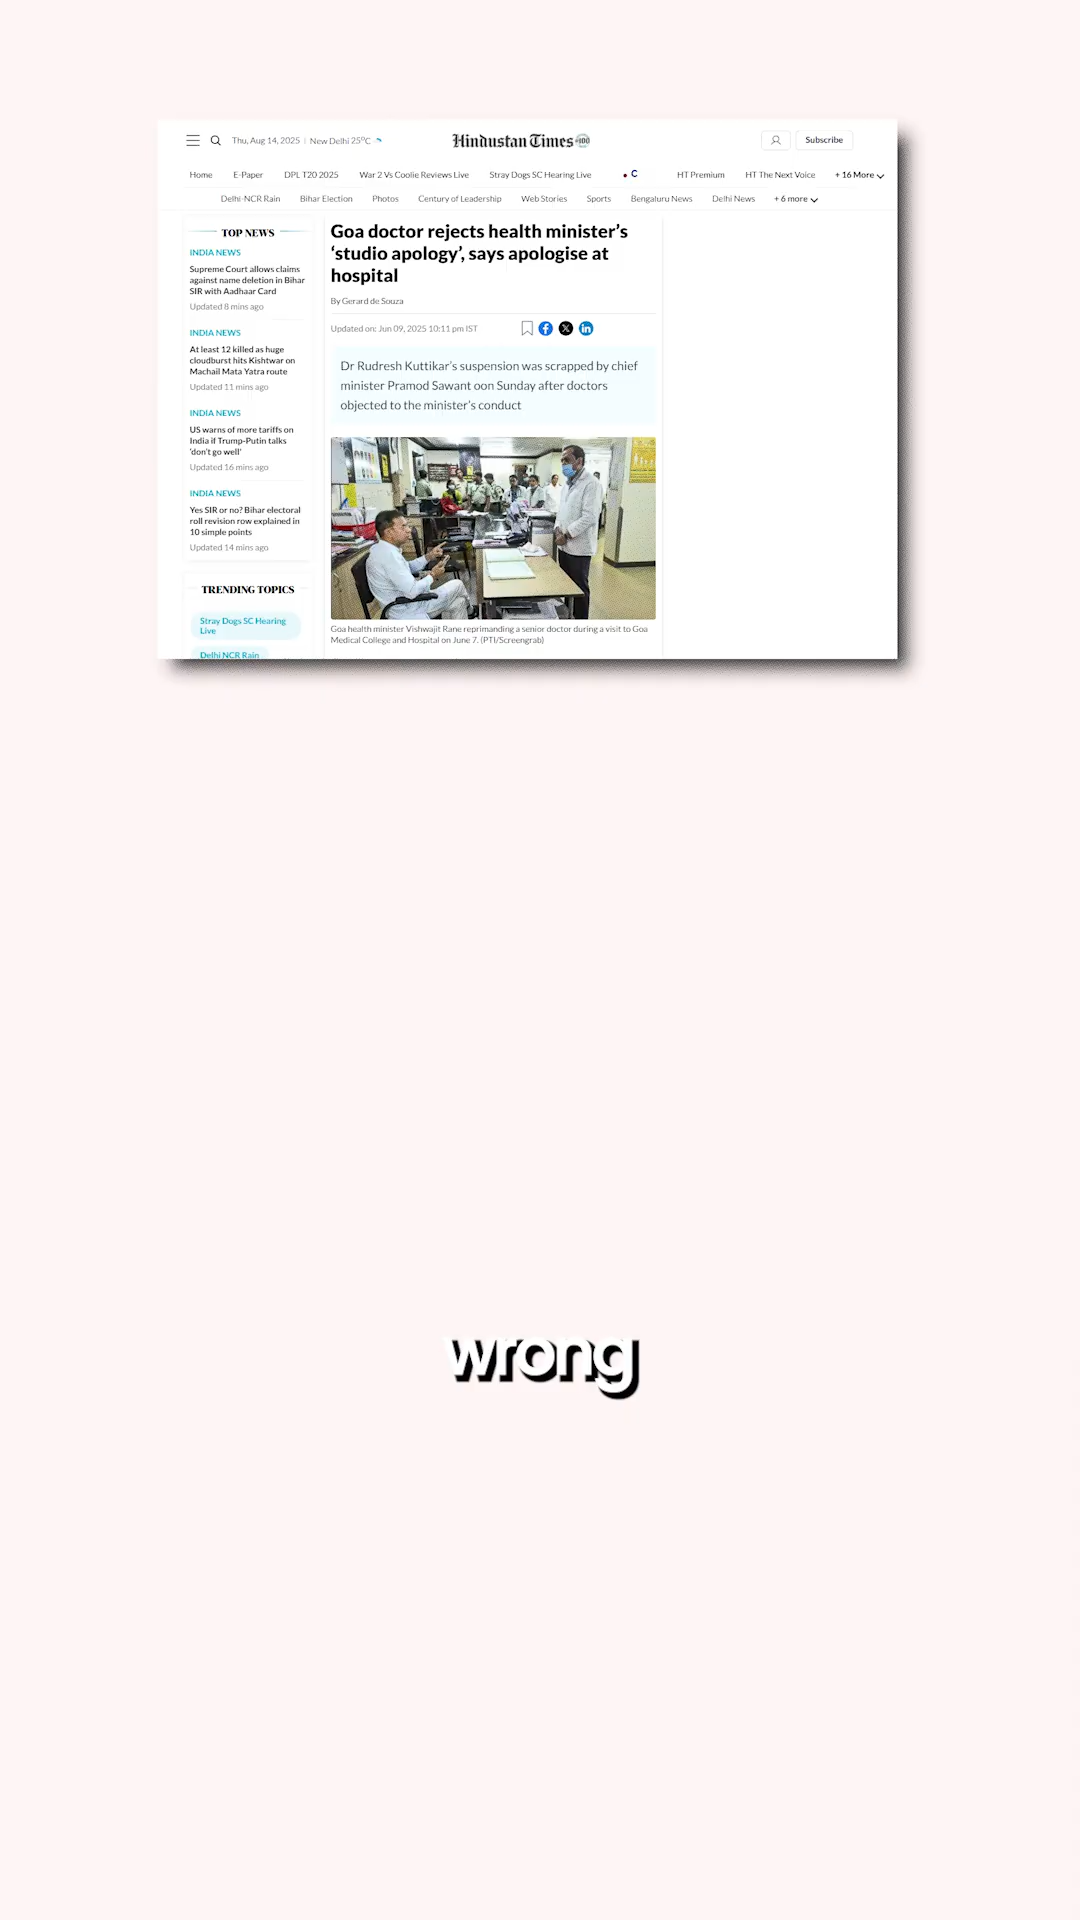 Thu, Aug 14, 2025 | New Delhi 25°C
Hindustan Times
Subscribe
Home E-Paper DPL T20 2025 War 2 Vs Coolie Reviews Live Stray Dogs SC Hearing Live C HT Premium HT The Next Voice + 16 More
Delhi-NCR Rain Bihar Election Photos Century of Leadership Web Stories Sports Bengaluru News Delhi News + 6 more
TOP NEWS
INDIA NEWS
Supreme Court allows claims
against name deletion in Bihar
SIR with Aadhaar Card
Updated 8 mins ago
INDIA NEWS
At least 12 killed as huge
cloudburst hits Kishtwar on
Machail Mata Yatra route
Updated 11 mins ago
INDIA NEWS
US warns of more tariffs on
India if Trump-Putin talks
'don't go well'
Updated 16 mins ago
INDIA NEWS
Yes SIR or no? Bihar electoral
roll revision row explained in
10 simple points
Updated 14 mins ago
TRENDING TOPICS
Stray Dogs SC Hearing
Live
Delhi NCR Rain
Goa doctor rejects health minister's
'studio apology', says apologise at
hospital
By Gerard de Souza
Updated on: Jun 09, 2025 10:11 pm IST
Dr Rudresh Kuttikar's suspension was scrapped by chief
minister Pramod Sawant oon Sunday after doctors
objected to the minister's conduct
Goa health minister Vishwajit Rane reprimanding a senior doctor during a visit to Goa
Medical College and Hospital on June 7. (PTI/Screengrab)
wrong